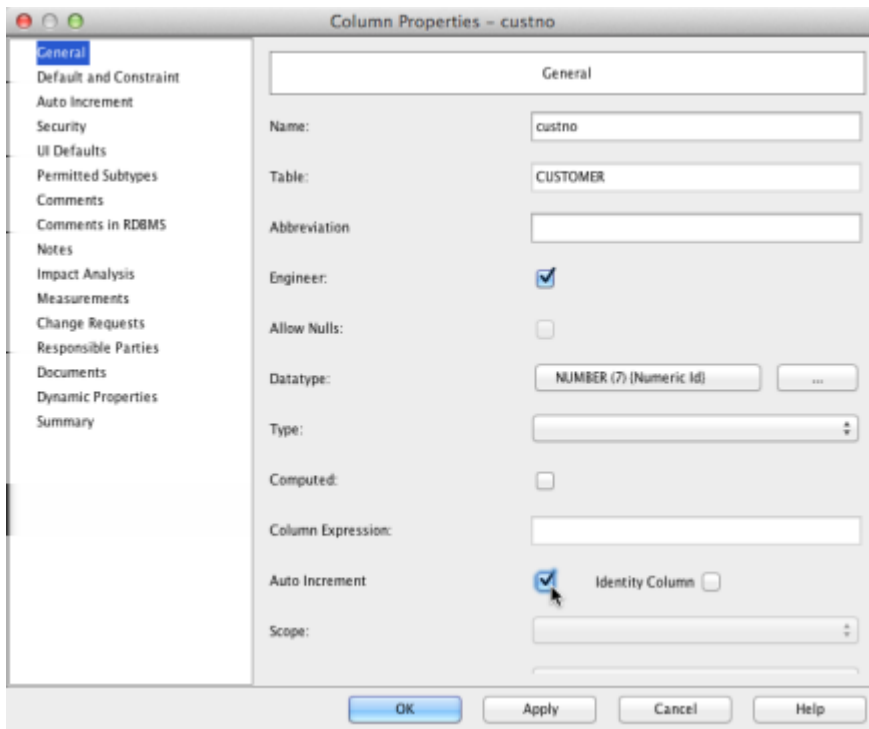 Column Properties - custno
General
Default and Constraint
Auto Increment
Security
UI Defaults
Permitted Subtypes
Comments
Comments in RDBMS
Notes
Impact Analysis
Measurements
Change Requests
Responsible Parties
Documents
Dynamic Properties
Summary
General
Name: custno
Table: CUSTOMER
Abbreviation
Engineer:
Allow Nulls:
Datatype: NUMBER (7) (Numeric Id) ...
Type:
Computed:
Column Expression:
Auto Increment Identity Column
Scope:
OK Apply Cancel Help